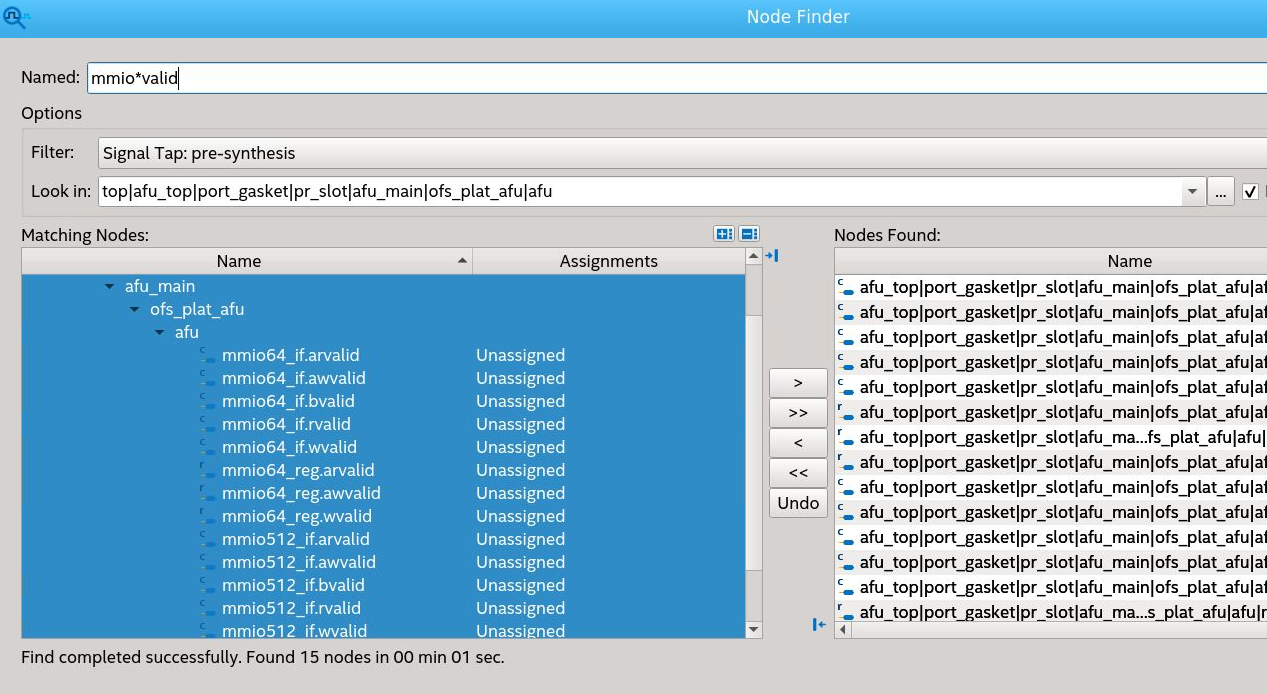 Node Finder
Named: mmio*valid
Options
Filter: Signal Tap: pre-synthesis
Look in: top|afu_top|port_gasket|pr_slot|afu_main|ofs_plat_afu|afu ...
Matching Nodes:
Name Assignments
afu_main
ofs_plat_afu
afu
mmio64_if.arvalid Unassigned
mmio64_if.awvalid Unassigned
mmio64_if.bvalid Unassigned
mmio64_if.rvalid Unassigned
mmio64_if.wvalid Unassigned
mmio64_reg.arvalid Unassigned
mmio64_reg.awvalid Unassigned
mmio64_reg.wvalid Unassigned
mmio512_if.arvalid Unassigned
mmio512_if.awvalid Unassigned
mmio512_if.bvalid Unassigned
mmio512_if.rvalid Unassigned
mmio512_if.wvalid Unassigned
>
>>
<
<<
Undo
Nodes Found:
Name
afu_top|port_gasket|pr_slot|afu_main|ofs_plat_afu|af
afu_top|port_gasket|pr_slot|afu_main|ofs_plat_afu|af
afu_top|port_gasket|pr_slot|afu_main|ofs_plat_afu|af
afu_top|port_gasket|pr_slot|afu_main|ofs_plat_afu|af
afu_top|port_gasket|pr_slot|afu_main|ofs_plat_afu|af
afu_top|port_gasket|pr_slot|afu_main|ofs_plat_afu|af
afu_top|port_gasket|pr_slot|afu_ma...fs_plat_afu|afu|
afu_top|port_gasket|pr_slot|afu_main|ofs_plat_afu|af
afu_top|port_gasket|pr_slot|afu_main|ofs_plat_afu|af
afu_top|port_gasket|pr_slot|afu_main|ofs_plat_afu|af
afu_top|port_gasket|pr_slot|afu_main|ofs_plat_afu|af
afu_top|port_gasket|pr_slot|afu_main|ofs_plat_afu|af
afu_top|port_gasket|pr_slot|afu_main|ofs_plat_afu|af
afu_top|port_gasket|pr_slot|afu_ma...s_plat_afu|afu|r
Find completed successfully. Found 15 nodes in 00 min 01 sec.